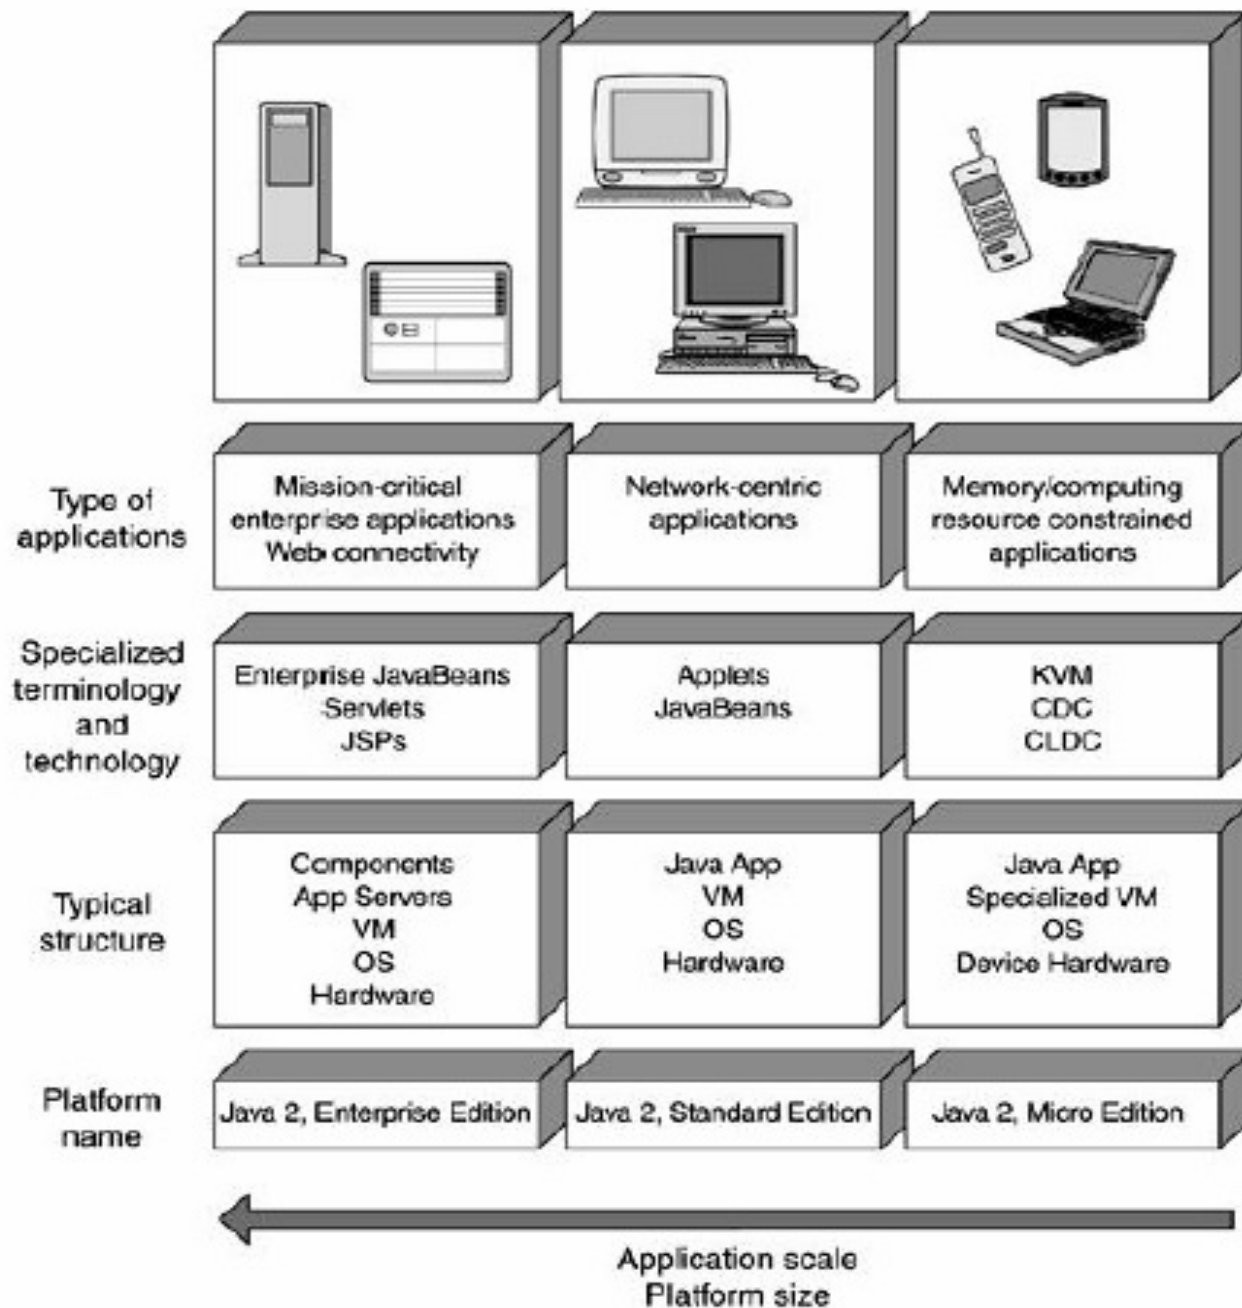 Type of
applications
Mission-critical
enterprise applications
Web connectivity
Network-centric
applications
Memory/computing
resource constrained
applications
Specialized
terminology
and
technology
Enterprise JavaBeans
Servlets
JSPs
Applets
JavaBeans
KVM
CDC
CLDC
Typical
structure
Components
App Servers
VM
OS
Hardware
Java App
VM
OS
Hardware
Java App
Specialized VM
OS
Device Hardware
Platform
name
Java 2, Enterprise Edition
Java 2, Standard Edition
Java 2, Micro Edition
Application scale
Platform size